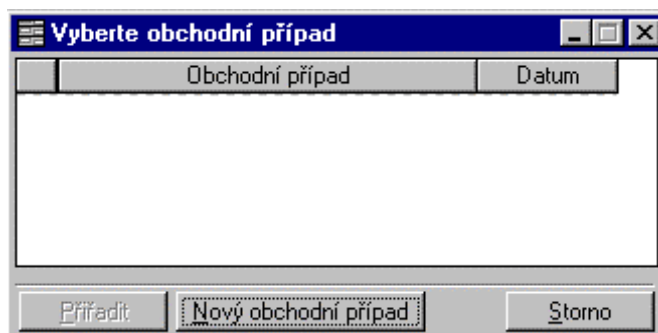 Vyberte obchodní případ
Obchodní případ Datum
Přiřadit Nový obchodní případ Storno